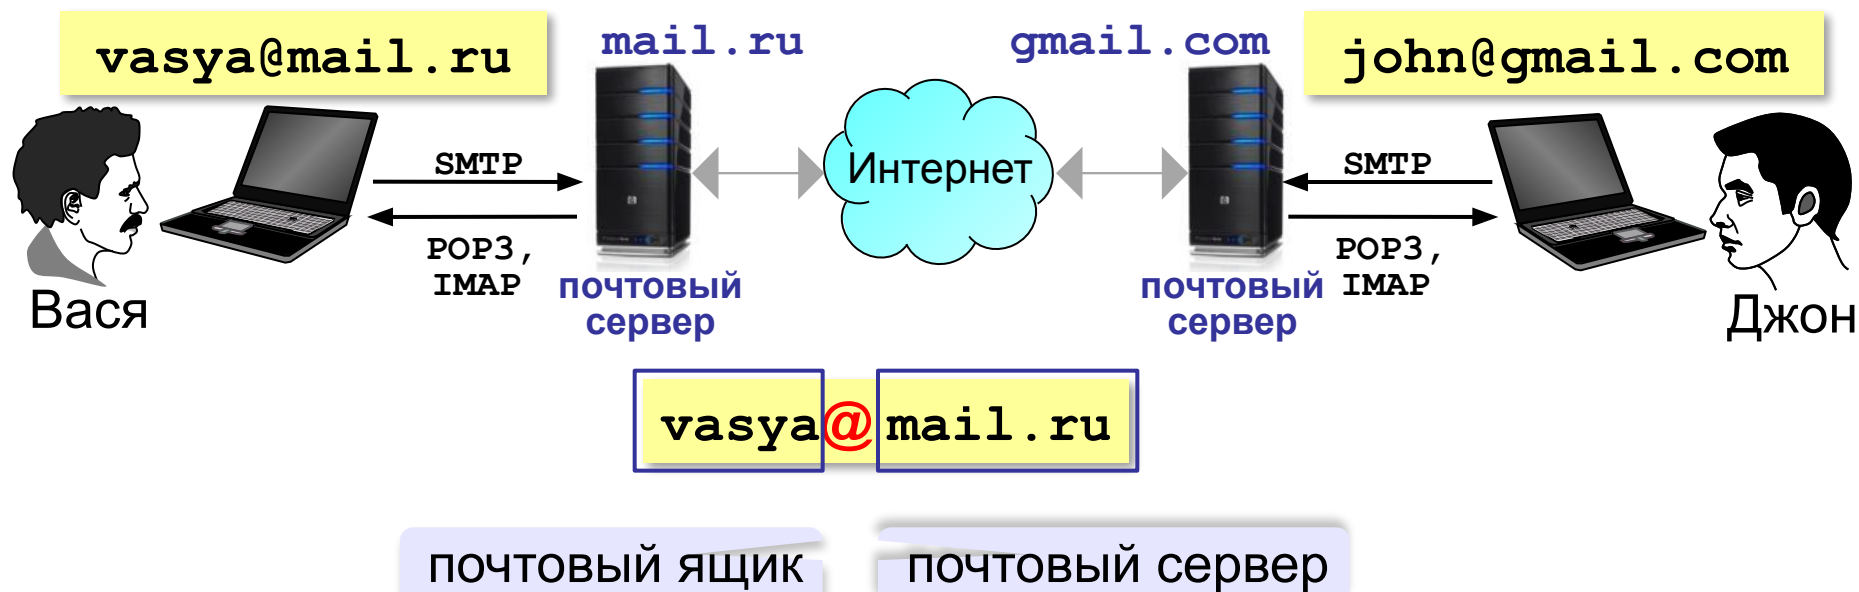 vasya@mail.ru
mail.ru
gmail.com
john@gmail.com
SMTP
Интернет
SMTP
POP3,
IMAP
POP3,
IMAP
почтовый
сервер
почтовый
сервер
Вася
Джон
vasya@mail.ru
почтовый ящик
почтовый сервер